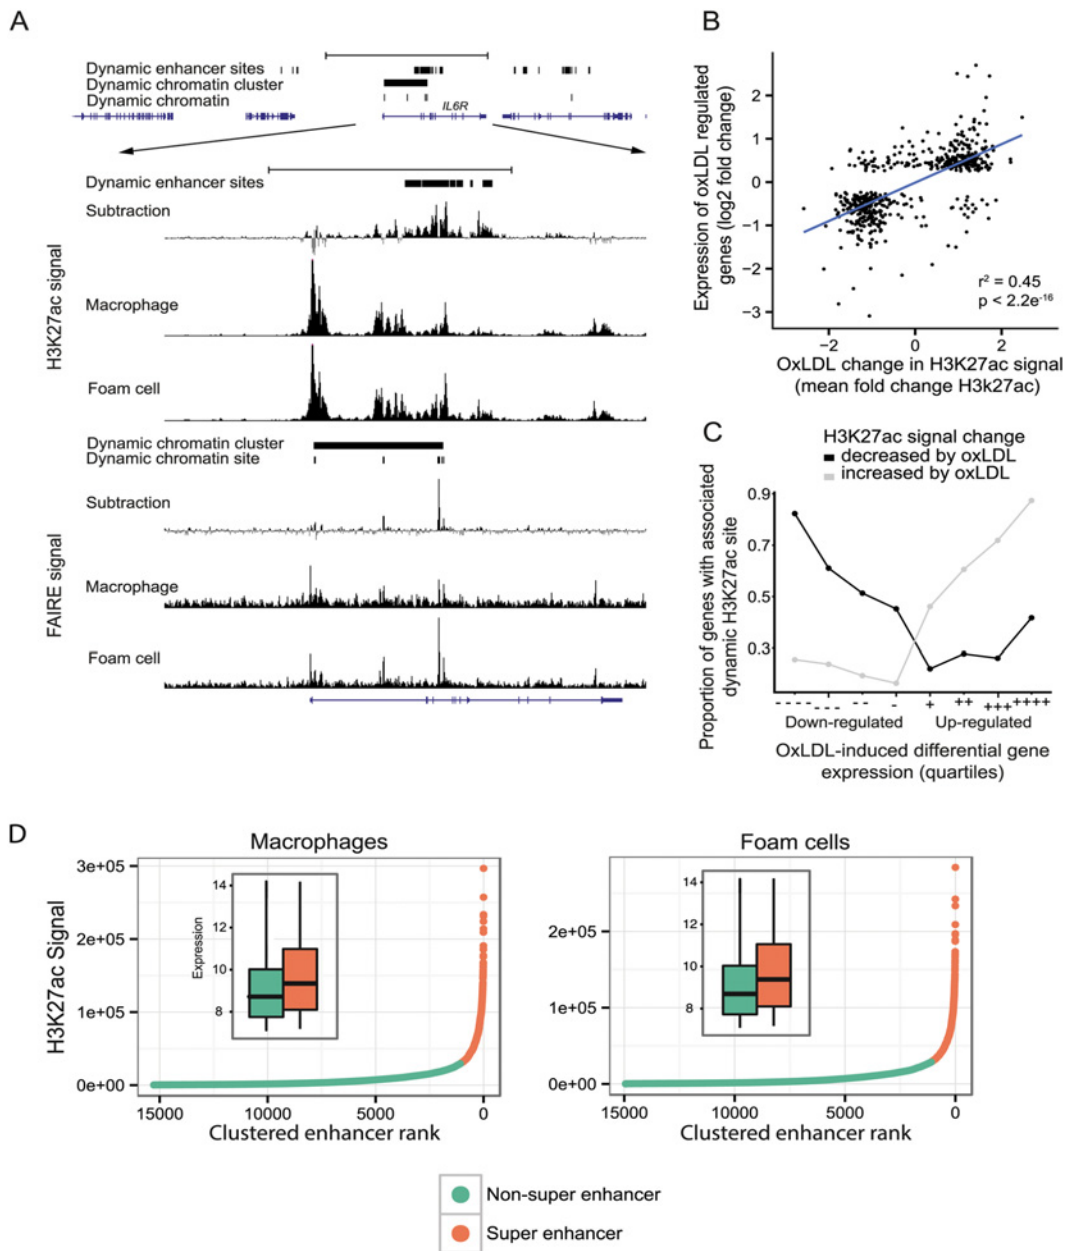 A
Dynamic enhancer sites
Dynamic chromatin cluster
Dynamic chromatin
IL6R
Dynamic enhancer sites
H3K27ac signal
Subtraction
Macrophage
Foam cell
Dynamic chromatin cluster
Dynamic chromatin site
FAIRE signal
Subtraction
Macrophage
Foam cell
B
Expression of oxLDL regulated
genes (log2 fold change)
2
1
0
−1
−2
−3
r² = 0.45
p < 2.2e⁻¹⁶
−2 0 2
OxLDL change in H3K27ac signal
(mean fold change H3k27ac)
C
H3K27ac signal change
decreased by oxLDL
increased by oxLDL
Proportion of genes with associated
dynamic H3K27ac site
0.9
0.7
0.5
0.3
- - - - - - - -- - + ++ +++ ++++
Down-regulated Up-regulated
OxLDL-induced differential gene
expression (quartiles)
D
Macrophages
H3K27ac Signal
3e+05
2e+05
1e+05
0e+00
Expression
14
12
10
8
15000 10000 5000 0
Clustered enhancer rank
Foam cells
2e+05
1e+05
0e+00
14
12
10
8
15000 10000 5000 0
Clustered enhancer rank
Non-super enhancer
Super enhancer